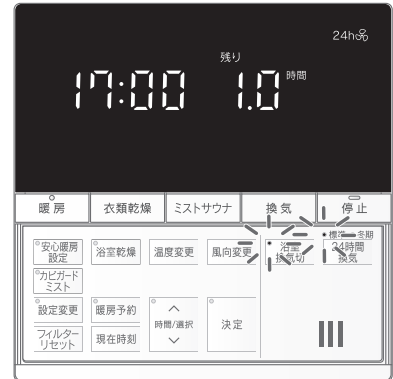 24h
残り
17:00 1.0 時間
暖房 衣類乾燥 ミストサウナ 換気 停止
標準 冬期
安心暖房
設定
浴室乾燥 温度変更 風向変更
浴室
換気切
24時間
換気
カビガード
ミスト
設定変更 暖房予約
時間/選択
決定
フィルター
リセット
現在時刻